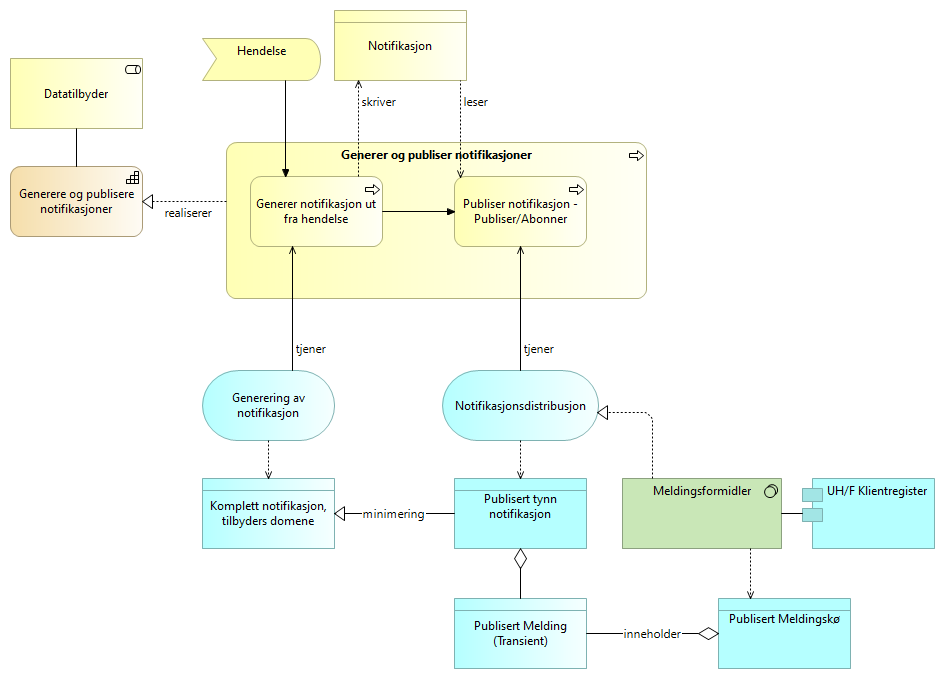 Hendelse
Notifikasjon
Datatilbyder
skriver
leser
Generer og publiser notifikasjoner
Generere og publisere
notifikasjoner
realiserer
Generer notifikasjon ut
fra hendelse
Publiser notifikasjon -
Publiser/Abonner
tjener
tjener
Generering av
notifikasjon
Notifikasjonsdistribusjon
Komplett notifikasjon,
tilbyders domene
minimering
Publisert tynn
notifikasjon
Meldingsformidler
UH/F Klientregister
Publisert Melding
(Transient)
inneholder
Publisert Meldingskø